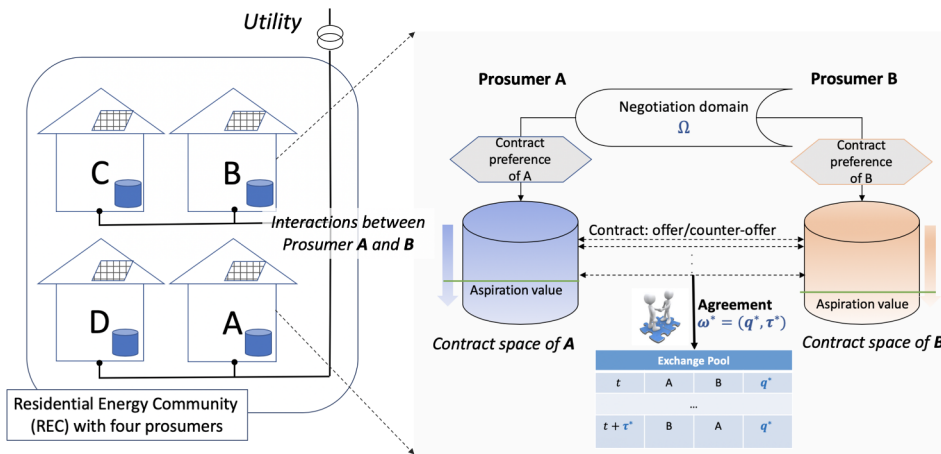 Utility
C
B
D
A
Interactions between
Prosumer A and B
Residential Energy Community
(REC) with four prosumers
Prosumer A
Prosumer B
Negotiation domain
Ω
Contract
preference
of A
Contract
preference
of B
Contract: offer/counter-offer
Aspiration value
Aspiration value
Agreement
ω* = (q*, τ*)
Contract space of A
Contract space of B
Exchange Pool
t A B q*
...
t + τ* B A q*